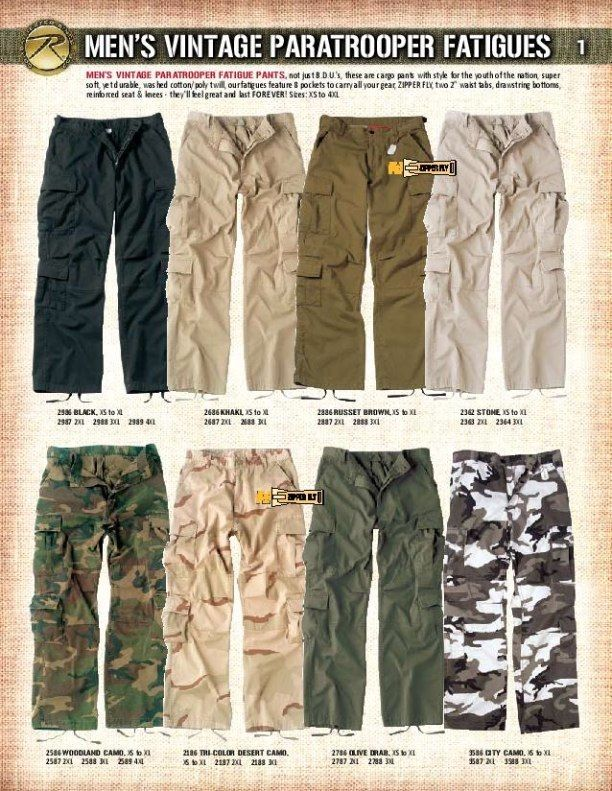 MEN'S VINTAGE PARATROOPER FATIGUES 1
MEN'S VINTAGE PARATROOPER FATIGUE PANTS, not just B.D.U.'s, these are cargo pants with style for the youth of the nation, super
soft, yet durable, washed cotton/poly twill, our fatigues feature 8 pockets to carry all your gear, ZIPPER FLY, two 2" waist tabs, drawstring bottoms,
reinforced seat & knees - they'll feel great and last FOREVER! Sizes: XS to 4XL
ZIPPER FLY
2986 BLACK, XS to XL
2987 2XL 2988 3XL 2989 4XL
2686 KHAKI, XS to XL
2687 2XL 2688 3XL
2886 RUSSET BROWN, XS to XL
2887 2XL 2888 3XL
2362 STONE, XS to XL
2363 2XL 2364 3XL
ZIPPER FLY
2586 WOODLAND CAMO, XS to XL
2587 2XL 2588 3XL 2589 4XL
2186 TRI-COLOR DESERT CAMO,
XS to XL 2187 2XL 2188 3XL
2786 OLIVE DRAB, XS to XL
2787 2XL 2788 3XL
3586 CITY CAMO, XS to XL
3587 2XL 3588 3XL